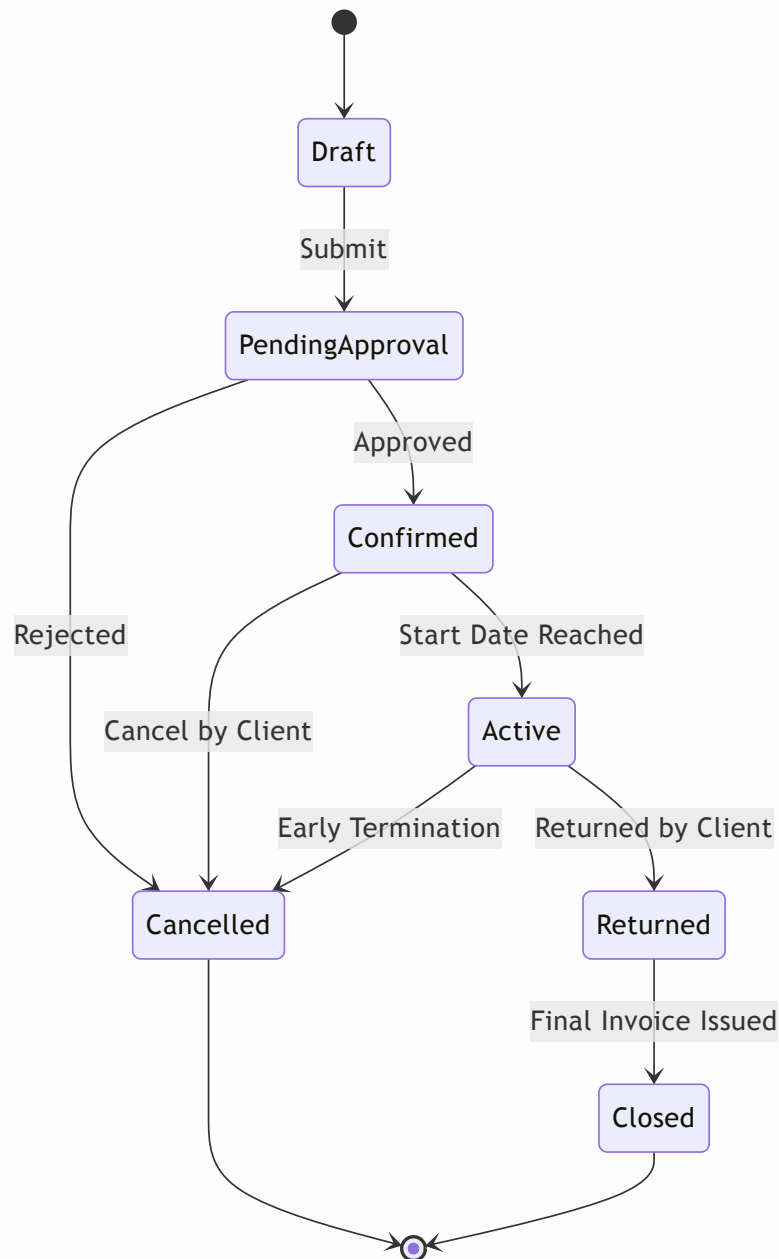 Draft
Submit
PendingApproval
Approved
Confirmed
Rejected
Start Date Reached
Cancel by Client
Active
Early Termination
Returned by Client
Cancelled
Returned
Final Invoice Issued
Closed